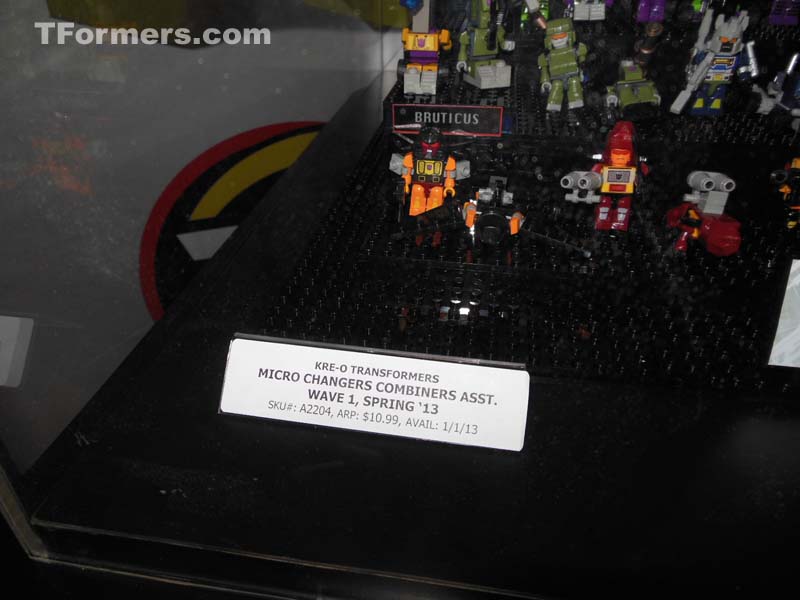 TFormers.com
BRUTICUS
KRE-O TRANSFORMERS
MICRO CHANGERS COMBINERS ASST.
WAVE 1, SPRING '13
SKU#: A2204, ARP: $10.99, AVAIL: 1/1/13